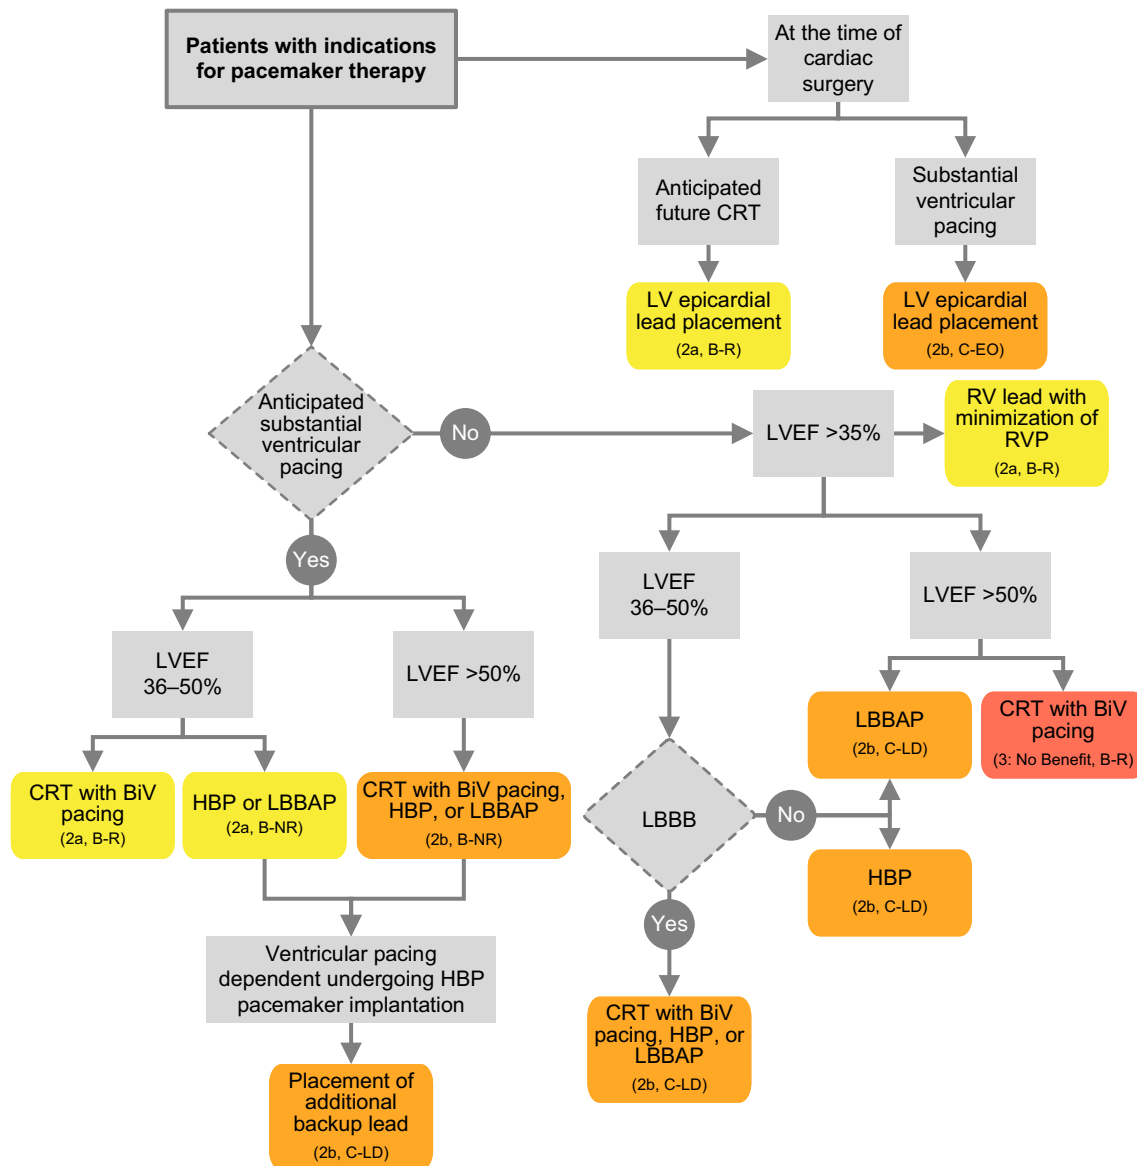 Patients with indications
for pacemaker therapy
At the time of
cardiac
surgery
Anticipated
future CRT
Substantial
ventricular
pacing
LV epicardial
lead placement
(2a, B-R)
LV epicardial
lead placement
(2b, C-EO)
Anticipated
substantial
ventricular
pacing
No
LVEF >35%
RV lead with
minimization of
RVP
(2a, B-R)
Yes
LVEF
36–50%
LVEF >50%
LVEF
36–50%
LVEF >50%
CRT with BiV
pacing
(2a, B-R)
HBP or LBBAP
(2a, B-NR)
CRT with BiV pacing,
HBP, or LBBAP
(2b, B-NR)
LBBB
No
LBBAP
(2b, C-LD)
CRT with BiV
pacing
(3: No Benefit, B-R)
HBP
(2b, C-LD)
Yes
Ventricular pacing
dependent undergoing HBP
pacemaker implantation
CRT with BiV
pacing, HBP, or
LBBAP
(2b, C-LD)
Placement of
additional
backup lead
(2b, C-LD)